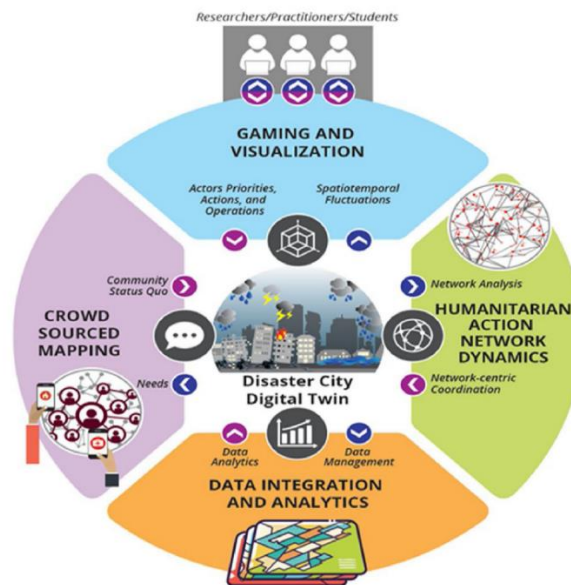 Researchers/Practitioners/Students
GAMING AND
VISUALIZATION
Actors Priorities,
Actions, and
Operations
Spatiotemporal
Fluctuations
Community
Status Quo
CROWD
SOURCED
MAPPING
Needs
Network Analysis
HUMANITARIAN
ACTION
NETWORK
DYNAMICS
Network-centric
Coordination
Disaster City
Digital Twin
Data
Analytics
Data
Management
DATA INTEGRATION
AND ANALYTICS